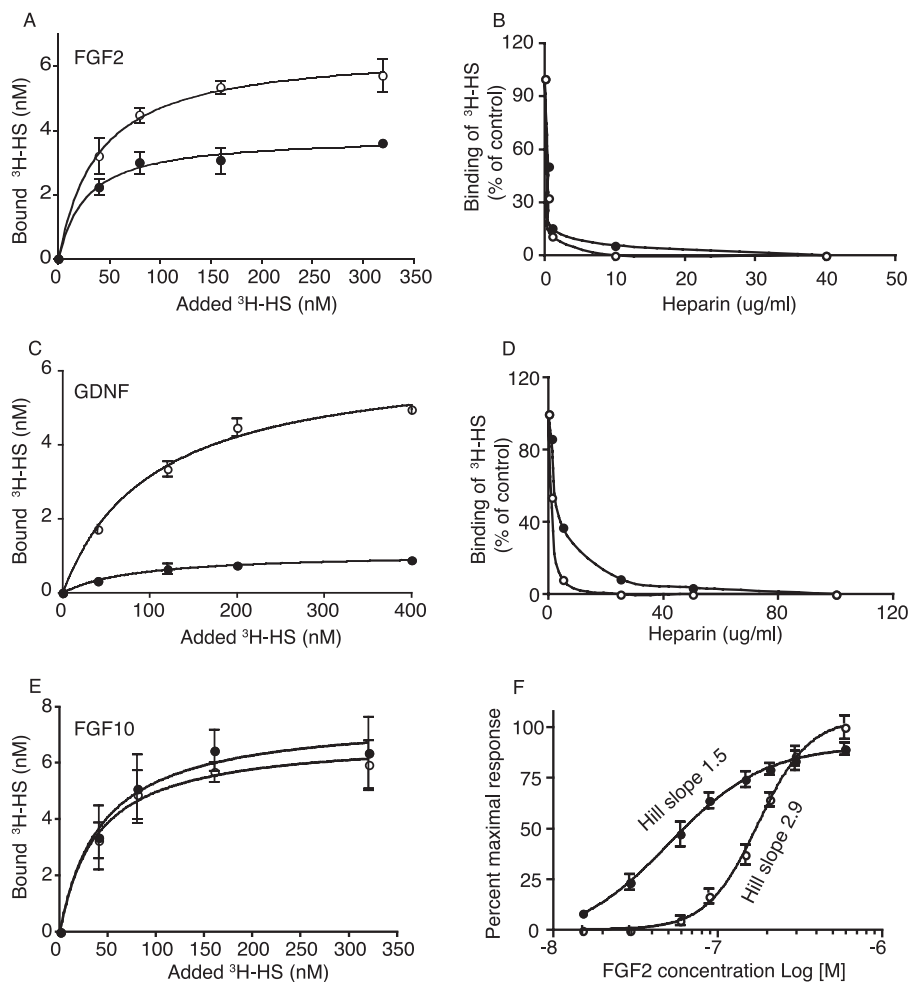 A
FGF2
Bound ³H-HS (nM)
6
4
2
0
0 50 100 150 200 250 300 350
Added ³H-HS (nM)
B
Binding of ³H-HS
(% of control)
120
90
60
30
0
0 10 20 30 40 50
Heparin (ug/ml)
C
GDNF
Bound ³H-HS (nM)
6
4
2
0
0 100 200 300 400
Added ³H-HS (nM)
D
Binding of ³H-HS
(% of control)
120
80
40
0
0 40 80 120
Heparin (ug/ml)
E
FGF10
Bound ³H-HS (nM)
8
6
4
2
0
0 50 100 150 200 250 300 350
Added ³H-HS (nM)
F
Percent maximal response
100
75
50
25
0
Hill slope 1.5
Hill slope 2.9
-8 -7 -6
FGF2 concentration Log [M]